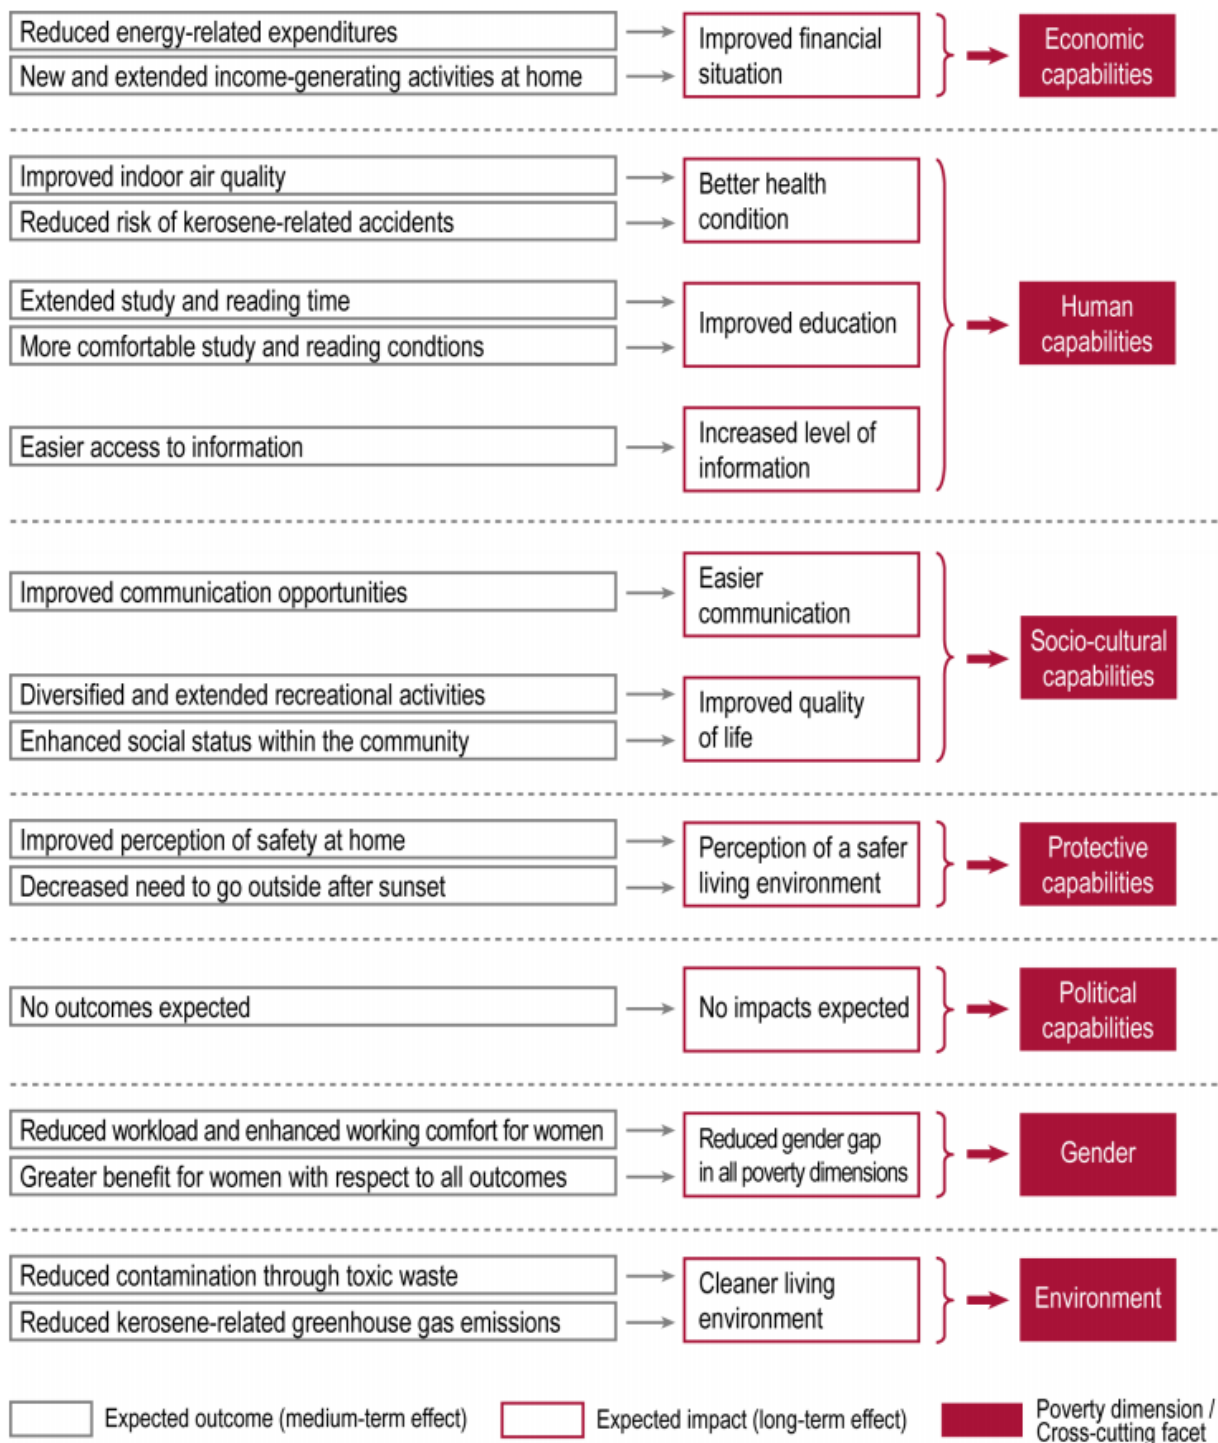 Reduced energy-related expenditures
New and extended income-generating activities at home
Improved financial
situation
Economic
capabilities
Improved indoor air quality
Reduced risk of kerosene-related accidents
Better health
condition
Extended study and reading time
More comfortable study and reading condtions
Improved education
Easier access to information
Increased level of
information
Human
capabilities
Improved communication opportunities
Easier
communication
Diversified and extended recreational activities
Enhanced social status within the community
Improved quality
of life
Socio-cultural
capabilities
Improved perception of safety at home
Decreased need to go outside after sunset
Perception of a safer
living environment
Protective
capabilities
No outcomes expected
No impacts expected
Political
capabilities
Reduced workload and enhanced working comfort for women
Greater benefit for women with respect to all outcomes
Reduced gender gap
in all poverty dimensions
Gender
Reduced contamination through toxic waste
Reduced kerosene-related greenhouse gas emissions
Cleaner living
environment
Environment
Expected outcome (medium-term effect)
Expected impact (long-term effect)
Poverty dimension /
Cross-cutting facet